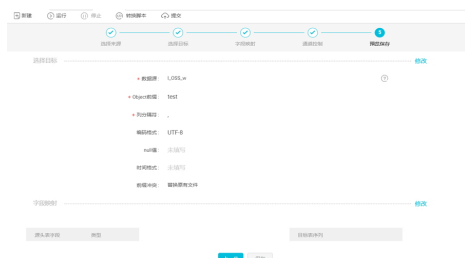 新建 运行 停止 转换脚本 提交
选择来源 选择目标 字段映射 通道控制 5 预览保存
选择目标 修改
* 数据源: l_OSS_w
* Object前缀: test
* 列分隔符: ,
编码格式: UTF-8
null值: 未填写
时间格式: 未填写
前缀冲突: 替换原有文件
字段映射 修改
源头表字段 类型 目标表序列